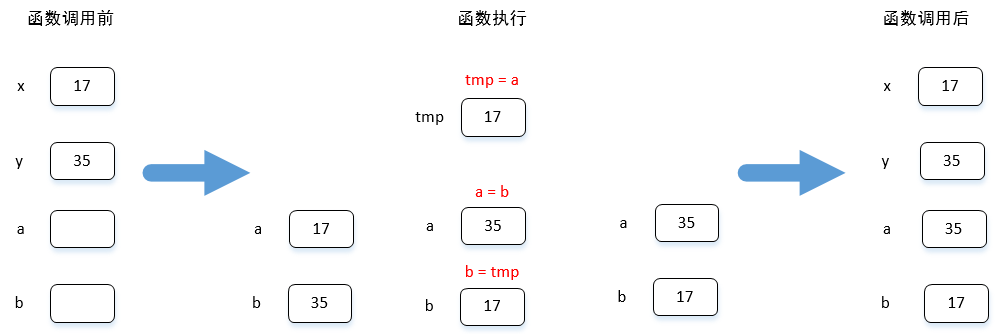 函数调用前
函数执行
函数调用后
x 17
y 35
a
b
a 17
b 35
tmp = a
tmp 17
a = b
a 35
b = tmp
b 17
a 35
b 17
x 17
y 35
a 35
b 17